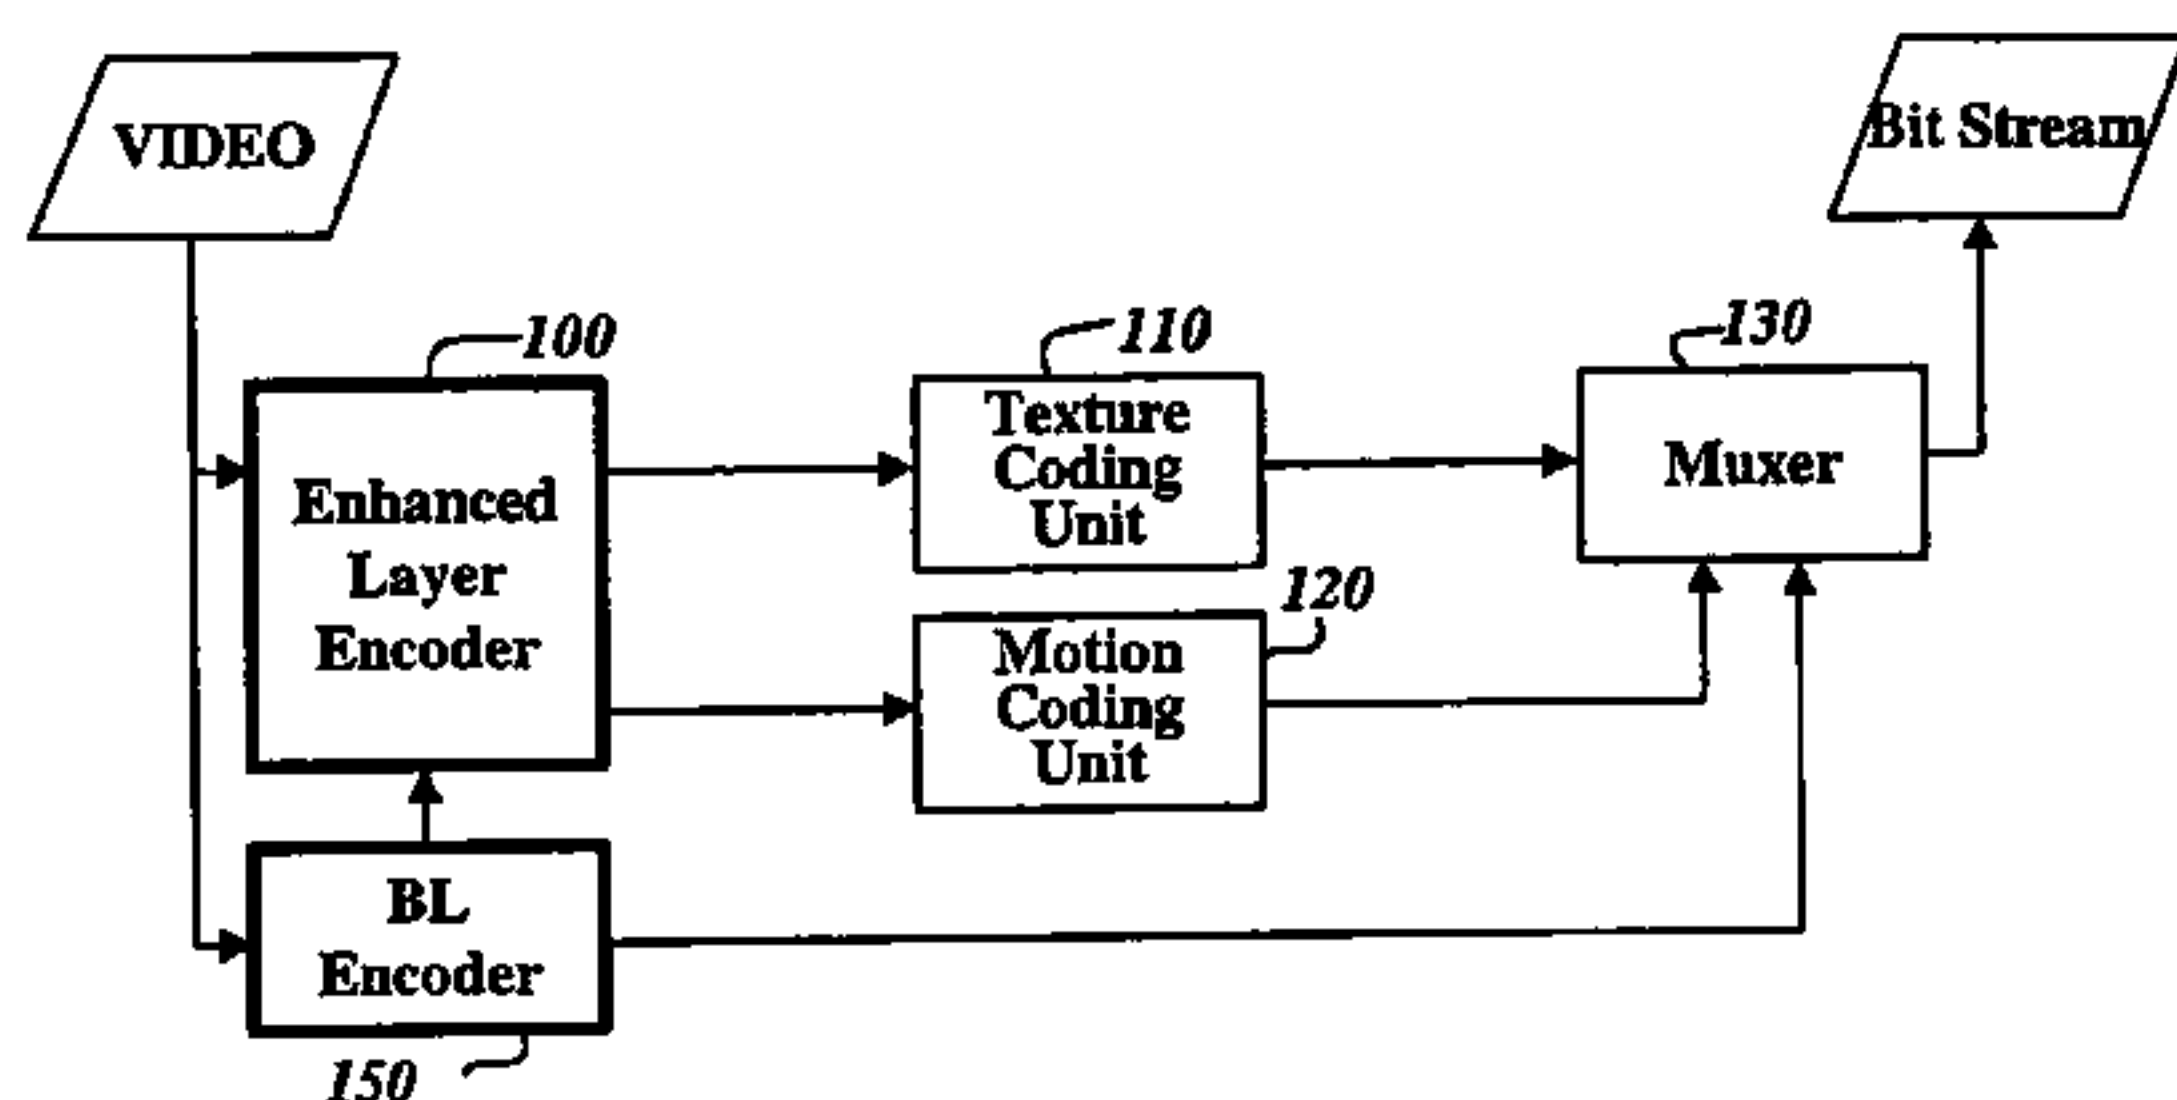 VIDEO
Bit Stream
100
110
130
Enhanced
Layer
Encoder
Texture
Coding
Unit
Muxer
120
Motion
Coding
Unit
BL
Encoder
150